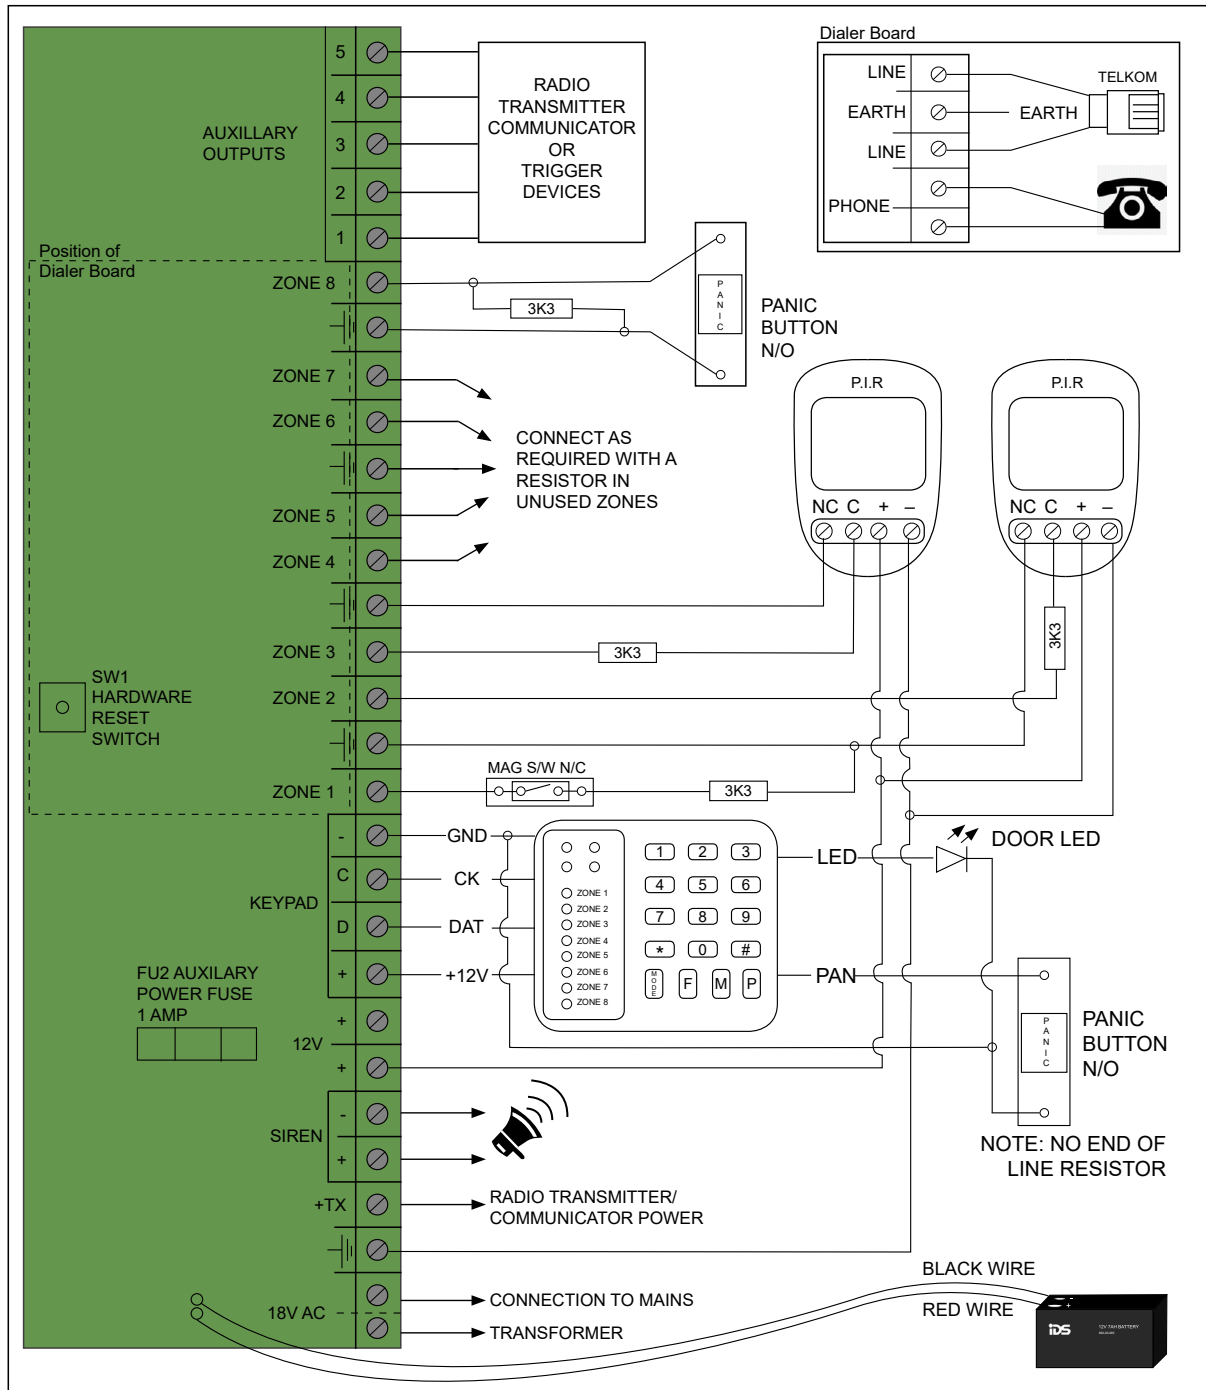 Dialer Board
5
4
3
2
1
AUXILLARY
OUTPUTS
RADIO
TRANSMITTER
COMMUNICATOR
OR
TRIGGER
DEVICES
LINE
EARTH
LINE
PHONE
EARTH
TELKOM
Position of
Dialer Board
ZONE 8
3K3
PANIC
PANIC
BUTTON
N/O
ZONE 7
ZONE 6
ZONE 5
ZONE 4
CONNECT AS
REQUIRED WITH A
RESISTOR IN
UNUSED ZONES
P.I.R
NC C + –
P.I.R
NC C + –
ZONE 3
3K3
3K3
ZONE 2
SW1
HARDWARE
RESET
SWITCH
ZONE 1
MAG S/W N/C
3K3
KEYPAD
-
C
D
+
GND
CK
DAT
+12V
ZONE 1
ZONE 2
ZONE 3
ZONE 4
ZONE 5
ZONE 6
ZONE 7
ZONE 8
1 2 3
4 5 6
7 8 9
* 0 #
MODE F M P
LED
DOOR LED
PAN
PANIC
PANIC
BUTTON
N/O
NOTE: NO END OF
LINE RESISTOR
FU2 AUXILARY
POWER FUSE
1 AMP
+
12V
+
-
SIREN
+
+TX
RADIO TRANSMITTER/
COMMUNICATOR POWER
18V AC
CONNECTION TO MAINS
TRANSFORMER
BLACK WIRE
RED WIRE
iDS
12V 7AH BATTERY